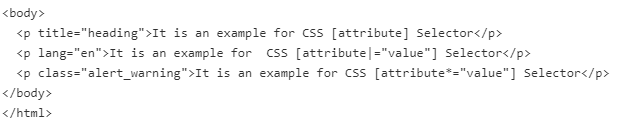 <body>
  <p title="heading">It is an example for CSS [attribute] Selector</p>
  <p lang="en">It is an example for  CSS [attribute|="value"] Selector</p>
  <p class="alert_warning">It is an example for CSS [attribute*="value"] Selector</p>
</body>
</html>